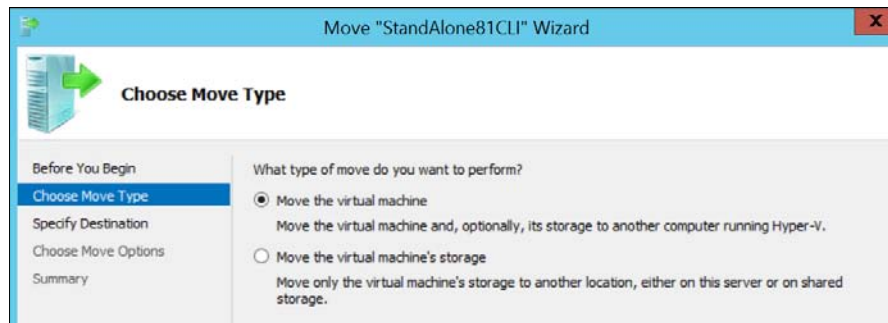 Move "StandAlone81CLI" Wizard
x
Choose Move Type
Before You Begin
Choose Move Type
Specify Destination
Choose Move Options
Summary
What type of move do you want to perform?
Move the virtual machine
Move the virtual machine and, optionally, its storage to another computer running Hyper-V.
Move the virtual machine's storage
Move only the virtual machine's storage to another location, either on this server or on shared
storage.